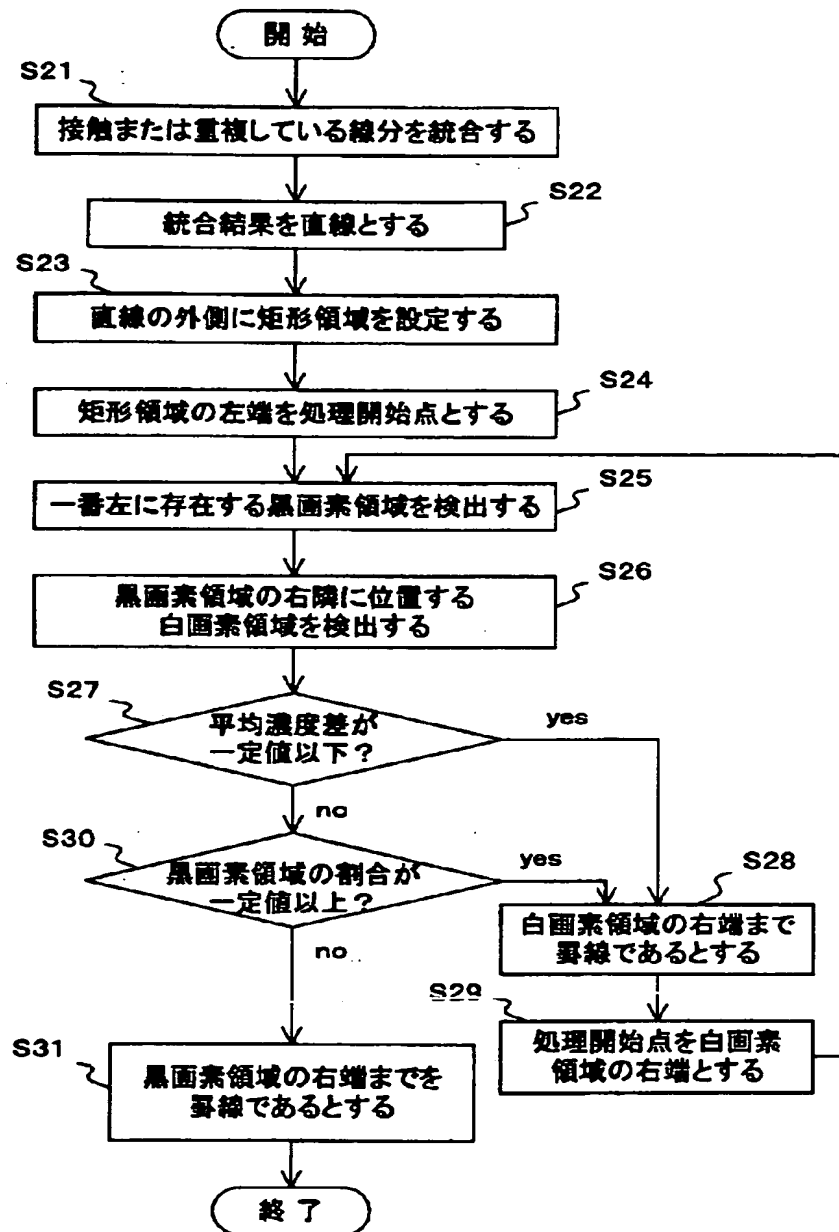 開始
S21
接触または重複している線分を統合する
S22
統合結果を直線とする
S23
直線の外側に矩形領域を設定する
S24
矩形領域の左端を処理開始点とする
S25
一番左に存在する黒画素領域を検出する
S26
黒画素領域の右隣に位置する
白画素領域を検出する
S27
平均濃度差が
一定値以下?
yes
no
S30
黒画素領域の割合が
一定値以上?
yes
no
S28
白画素領域の右端まで
罫線であるとする
S29
処理開始点を白画素
領域の右端とする
S31
黒画素領域の右端までを
罫線であるとする
終了